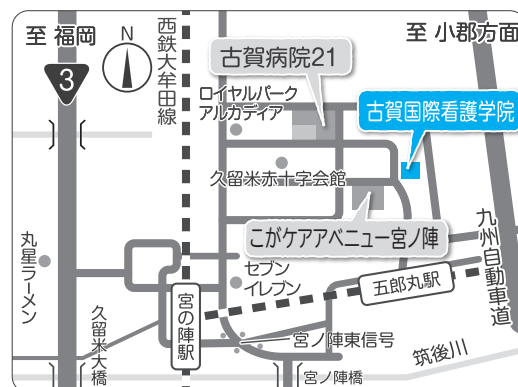 至 福岡
N
西鉄大牟田線
至 小郡方面
3
古賀病院21
ロイヤルパーク
アルカディア
古賀国際看護学院
久留米赤十字会館
こがケアアベニュー宮ノ陣
九州自動車道
丸星ラーメン
セブン
イレブン
五郎丸駅
宮の陣駅
久留米大橋
宮ノ陣東信号
筑後川
宮ノ陣橋